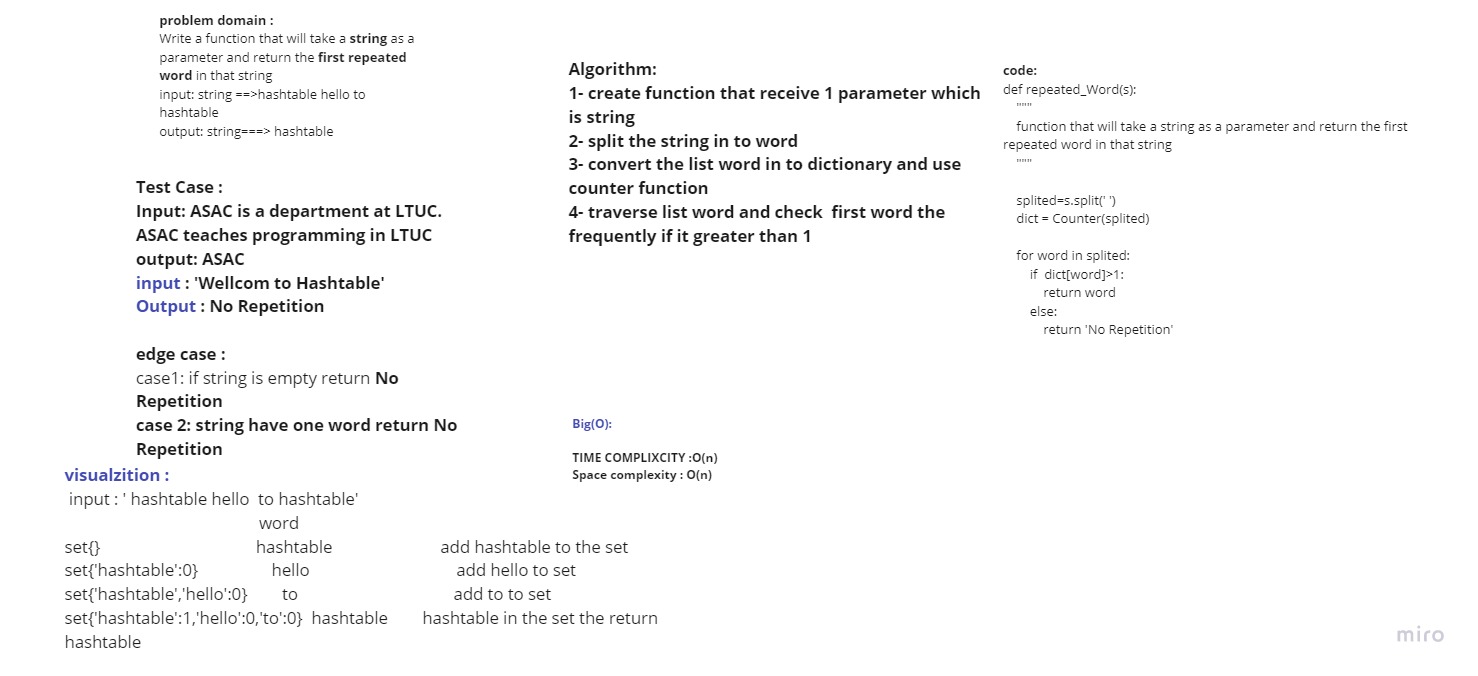 problem domain :
Write a function that will take a string as a
parameter and return the first repeated
word in that string
input: string ==>hashtable hello to
hashtable
output: string===> hashtable
Test Case :
Input: ASAC is a department at LTUC.
ASAC teaches programming in LTUC
output: ASAC
input : 'Wellcom to Hashtable'
Output : No Repetition
edge case :
case1: if string is empty return No
Repetition
case 2: string have one word return No
Repetition
visualzition :
input : ' hashtable hello  to hashtable'
word
set{} hashtable add hashtable to the set
set{'hashtable':0} hello add hello to set
set{'hashtable','hello':0} to add to to set
set{'hashtable':1,'hello':0,'to':0} hashtable hashtable in the set the return
hashtable
Algorithm:
1- create function that receive 1 parameter which
is string
2- split the string in to word
3- convert the list word in to dictionary and use
counter function
4- traverse list word and check  first word the
frequently if it greater than 1
Big(O):
TIME COMPLIXCITY :O(n)
Space complexity : O(n)
code:
def repeated_Word(s):
"""
function that will take a string as a parameter and return the first
repeated word in that string
"""
splited=s.split(' ')
dict = Counter(splited)
for word in splited:
if  dict[word]>1:
return word
else:
return 'No Repetition'
miro